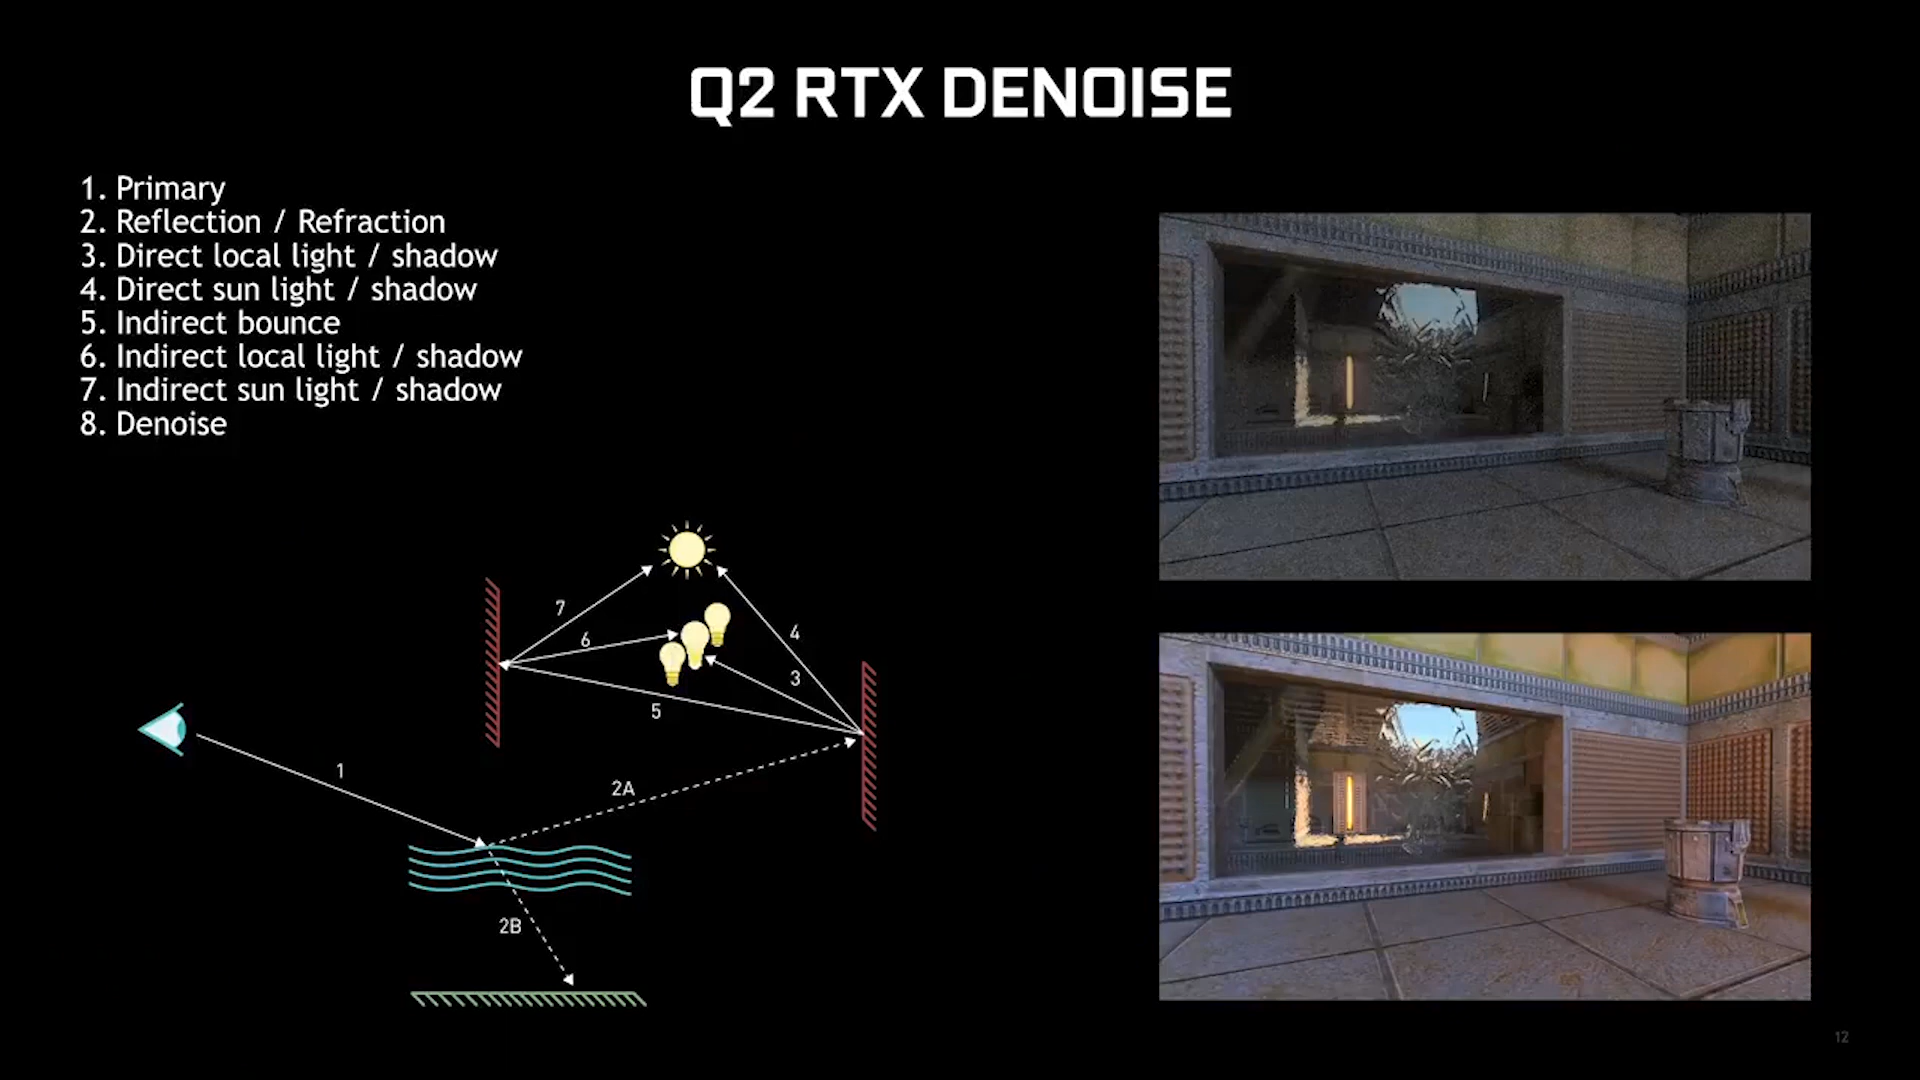 Q2 RTX DENOISE
1. Primary
2. Reflection / Refraction
3. Direct local light / shadow
4. Direct sun light / shadow
5. Indirect bounce
6. Indirect local light / shadow
7. Indirect sun light / shadow
8. Denoise
7
6
4
3
5
1
2A
2B
12